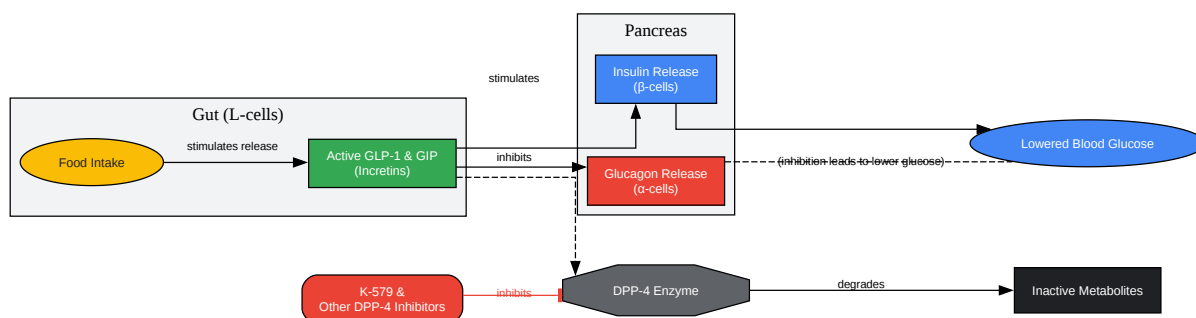 Pancreas
Insulin Release
(β-cells)
stimulates
Gut (L-cells)
Food Intake
stimulates release
Active GLP-1 & GIP
(Incretins)
inhibits
Glucagon Release
(α-cells)
(inhibition leads to lower glucose)
Lowered Blood Glucose
K-579 &
Other DPP-4 Inhibitors
inhibits
DPP-4 Enzyme
degrades
Inactive Metabolites